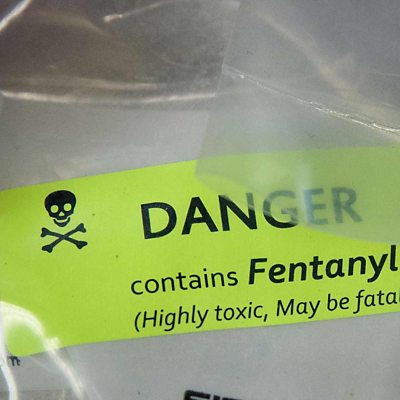 DANGER
contains Fentanyl
(Highly toxic, May be fata